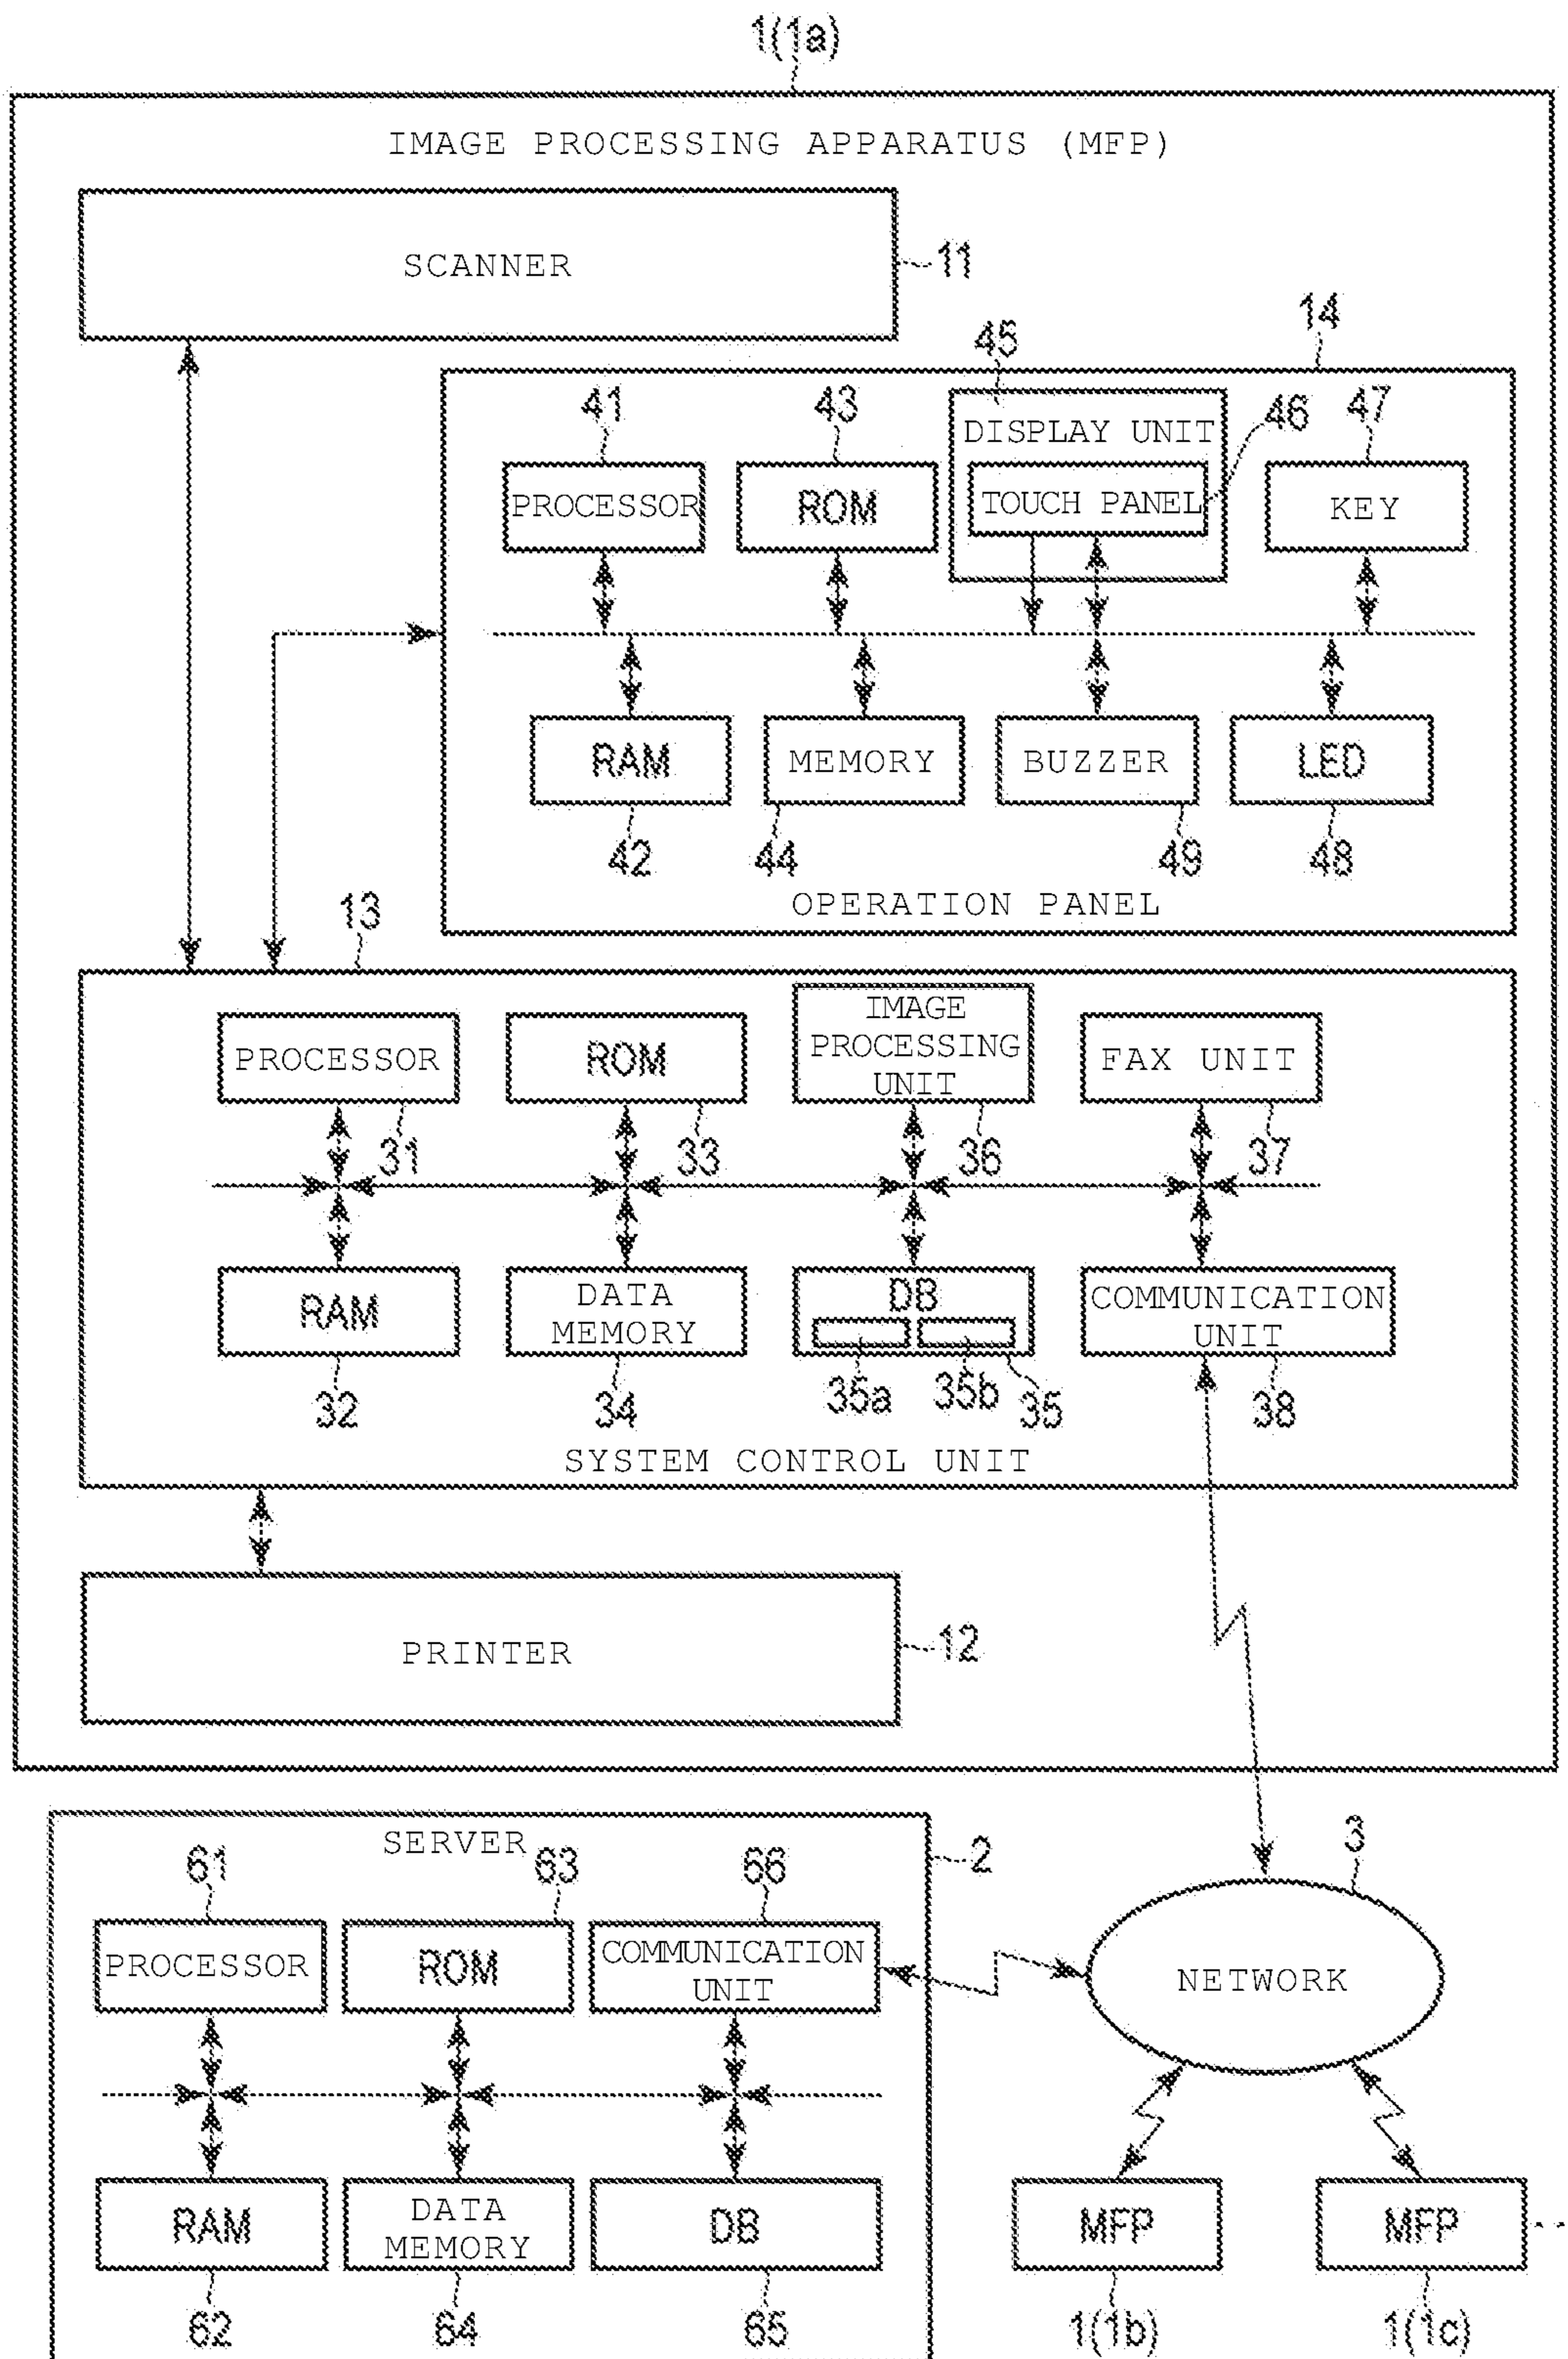 1(1a)
IMAGE PROCESSING APPARATUS (MFP)
SCANNER
11
14
45
41
43
46
47
DISPLAY UNIT
PROCESSOR
ROM
TOUCH PANEL
KEY
RAM
MEMORY
BUZZER
LED
42
44
49
48
OPERATION PANEL
13
PROCESSOR
ROM
IMAGE
PROCESSING
UNIT
FAX UNIT
31
33
36
37
RAM
DATA
MEMORY
DB
COMMUNICATION
UNIT
32
34
35a
35b
35
38
SYSTEM CONTROL UNIT
PRINTER
12
SERVER
2
3
61
63
66
PROCESSOR
ROM
COMMUNICATION
UNIT
NETWORK
RAM
DATA
MEMORY
DB
MFP
MFP
62
64
65
1(1b)
1(1c)